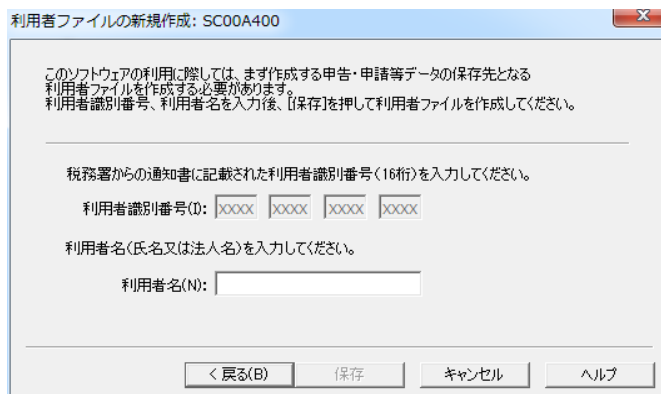 利用者ファイルの新規作成: SC00A400
X
このソフトウェアの利用に際しては、まず作成する申告・申請等データの保存先となる
利用者ファイルを作成する必要があります。
利用者識別番号、利用者名を入力後、[保存]を押して利用者ファイルを作成してください。
税務署からの通知書に記載された利用者識別番号(16桁)を入力してください。
利用者識別番号(I): xxxx xxxx xxxx xxxx
利用者名(氏名又は法人名)を入力してください。
利用者名(N):
< 戻る(B) 保存 キャンセル ヘルプ